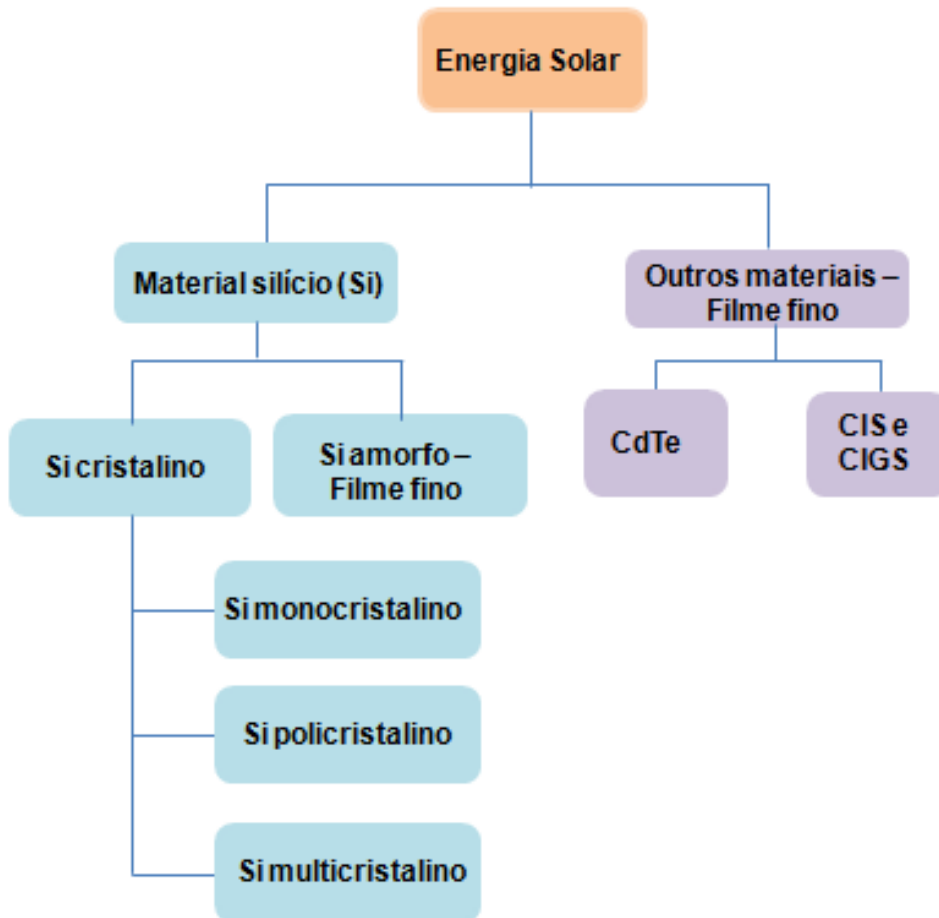 Energia Solar
Material silício (Si)
Outros materiais –
Filme fino
Si cristalino
Si amorfo –
Filme fino
CdTe
CIS e
CIGS
Si monocristalino
Si policristalino
Si multicristalino